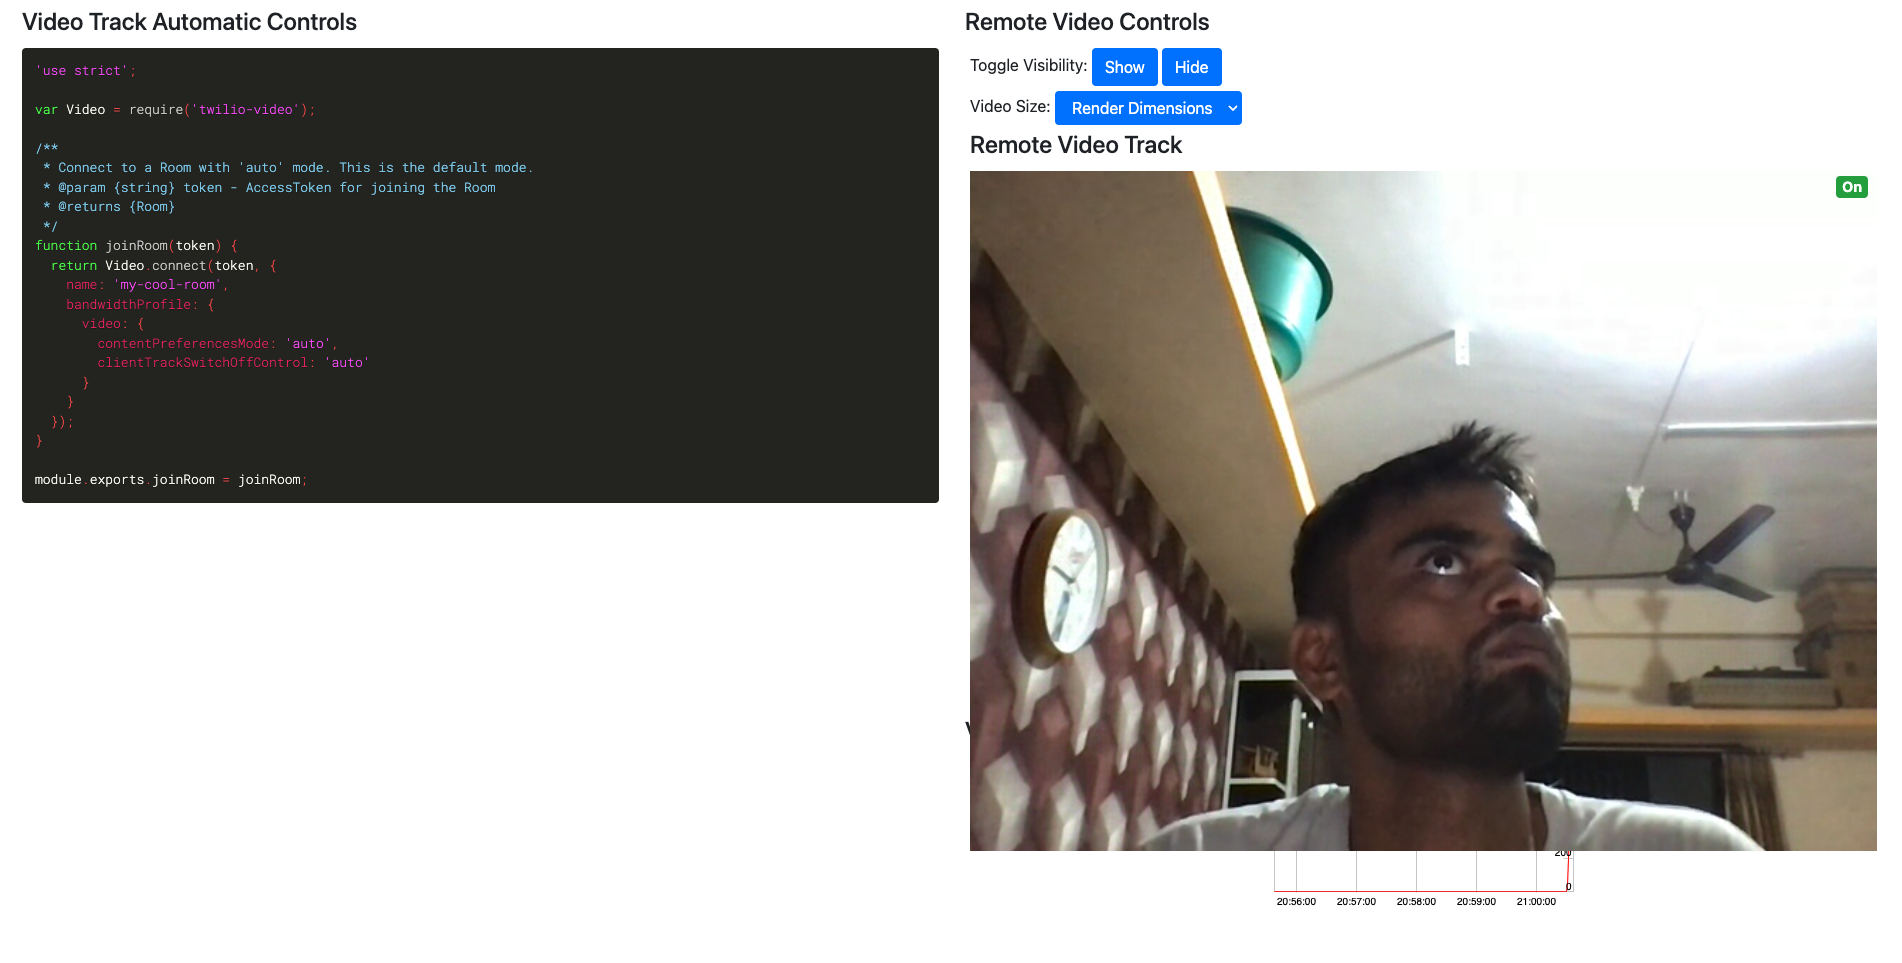 Video Track Automatic Controls
'use strict';
var Video = require('twilio-video');
/**
 * Connect to a Room with 'auto' mode. This is the default mode.
 * @param {string} token - AccessToken for joining the Room
 * @returns {Room}
 */
function joinRoom(token) {
  return Video.connect(token, {
    name: 'my-cool-room',
    bandwidthProfile: {
      video: {
        contentPreferencesMode: 'auto',
        clientTrackSwitchOffControl: 'auto'
      }
    }
  });
}
module.exports.joinRoom = joinRoom;
Remote Video Controls
Toggle Visibility: Show Hide
Video Size: Render Dimensions
Remote Video Track
On
200
0
20:56:00 20:57:00 20:58:00 20:59:00 21:00:00